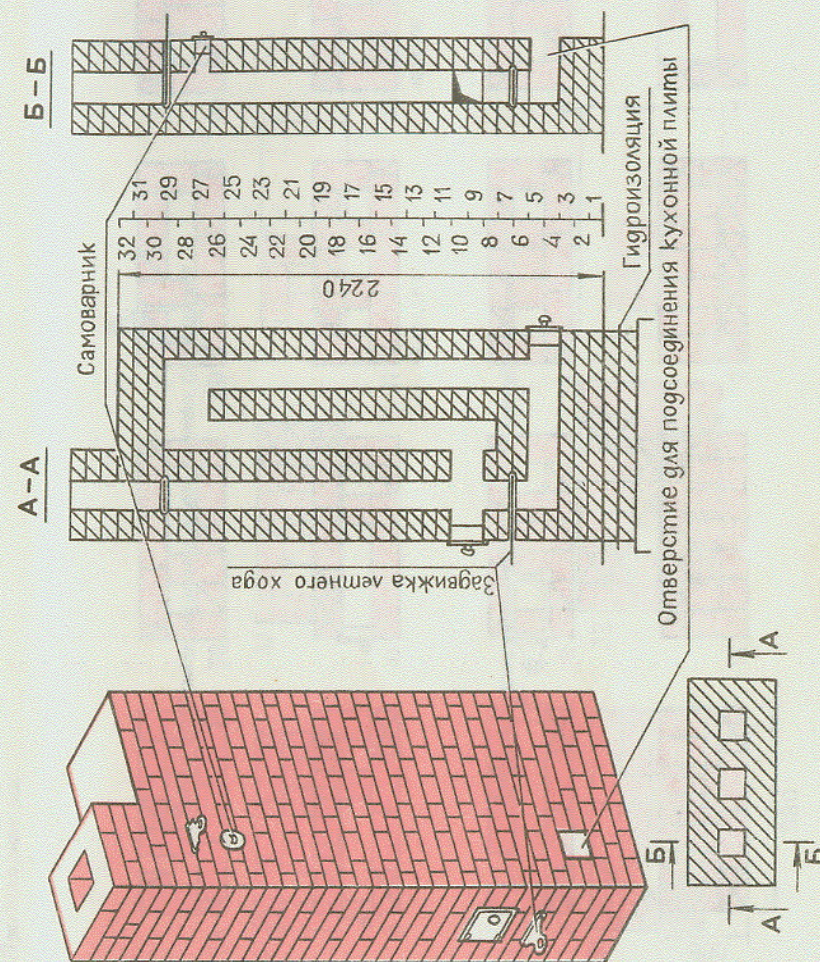 Б – Б
Самоварник
32 31
30 29
28 27
26 25
24 23
22 21
20 19
18 17
16 15
14 13
12 11
10 9
8 7
6 5
4 3
2 1
2240
Гидроизоляция
Отверстие для подсоединения кухонной плиты
А – А
Задвижка летнего хода
А
А
Б
Б